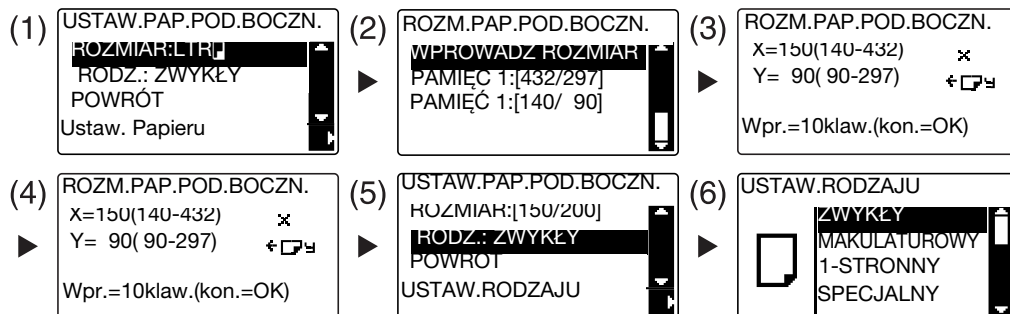 (1)
USTAW.PAP.POD.BOCZN.
ROZMIAR:LTR
RODZ.: ZWYKŁY
POWRÓT
Ustaw. Papieru
(2)
ROZM.PAP.POD.BOCZN.
WPROWADZ ROZMIAR
PAMIĘĆ 1:[432/297]
PAMIĘĆ 1:[140/ 90]
(3)
ROZM.PAP.POD.BOCZN.
X=150(140-432)
x
Y= 90( 90-297)
y
Wpr.=10klaw.(kon.=OK)
(4)
ROZM.PAP.POD.BOCZN.
X=150(140-432)
x
Y= 90( 90-297)
y
Wpr.=10klaw.(kon.=OK)
(5)
USTAW.PAP.POD.BOCZN.
ROZMIAR:[150/200]
RODZ.: ZWYKŁY
POWRÓT
USTAW.RODZAJU
(6)
USTAW.RODZAJU
ZWYKŁY
MAKULATUROWY
1-STRONNY
SPECJALNY